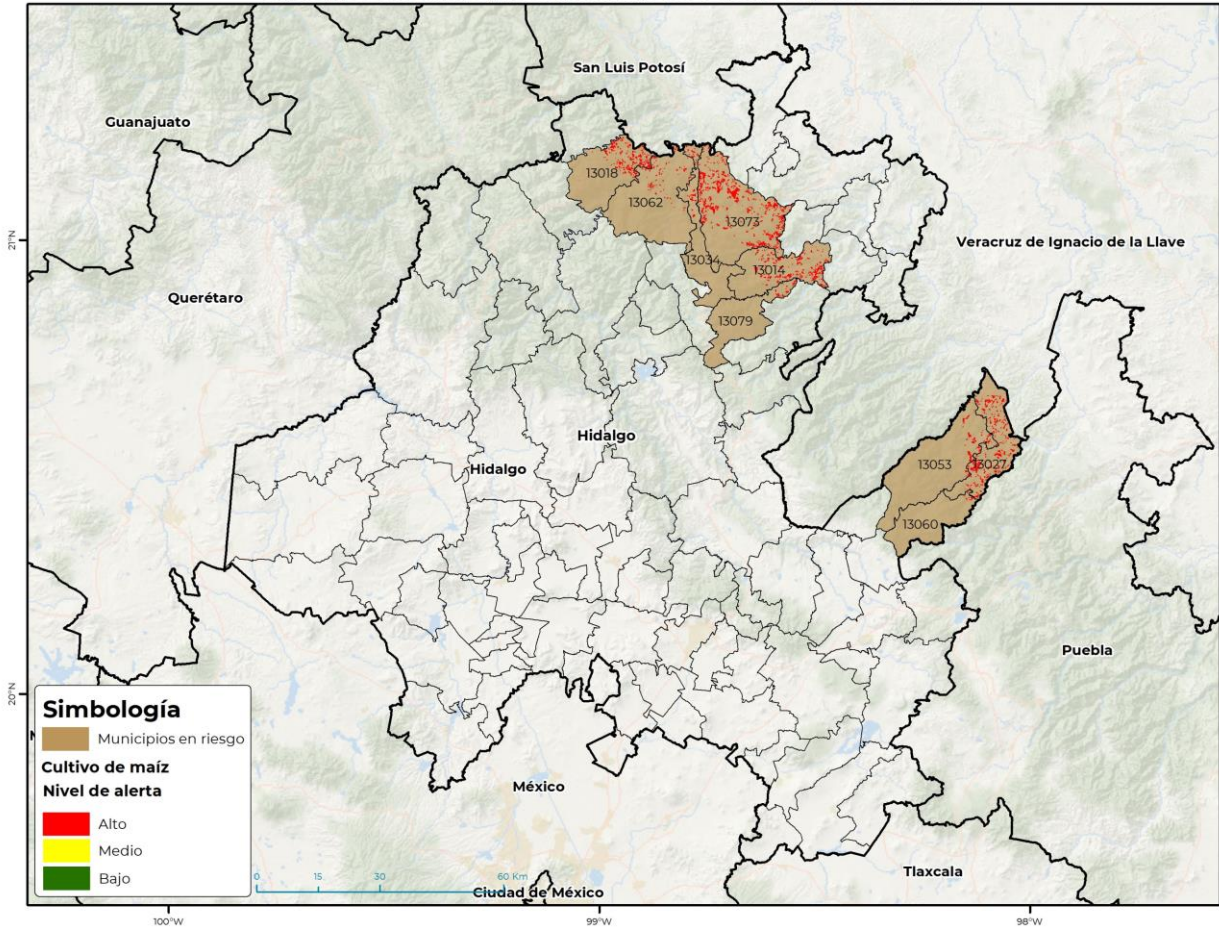 San Luis Potosí
Guanajuato
13018
13062
13073
21°N
21°N
Veracruz de Ignacio de la Llave
13034
13014
Querétaro
13079
Hidalgo
Hidalgo
13053
13027
13060
Puebla
20°N
20°N
Simbología
Municipios en riesgo
Cultivo de maíz
Nivel de alerta
Alto
Medio
Bajo
México
0 15 30 60 Km
Ciudad de México
Tlaxcala
100°W
99°W
98°W